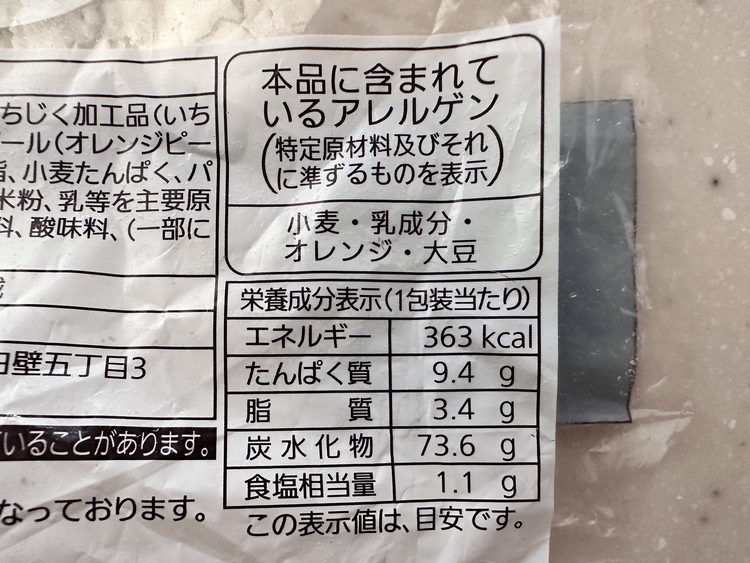 ちじく加工品(いち
ール(オレンジピー
、小麦たんぱく、パ
米粉、乳等を主要原
料、酸味料、(一部に
壁五丁目3
いることがあります。
なっております。
本品に含まれて
いるアレルゲン
(特定原材料及びそれ
に準ずるものを表示)
小麦・乳成分・
オレンジ・大豆
栄養成分表示(1包装当たり)
エネルギー 363 kcal
たんぱく質 9.4 g
脂質 3.4 g
炭水化物 73.6 g
食塩相当量 1.1 g
この表示値は、目安です。